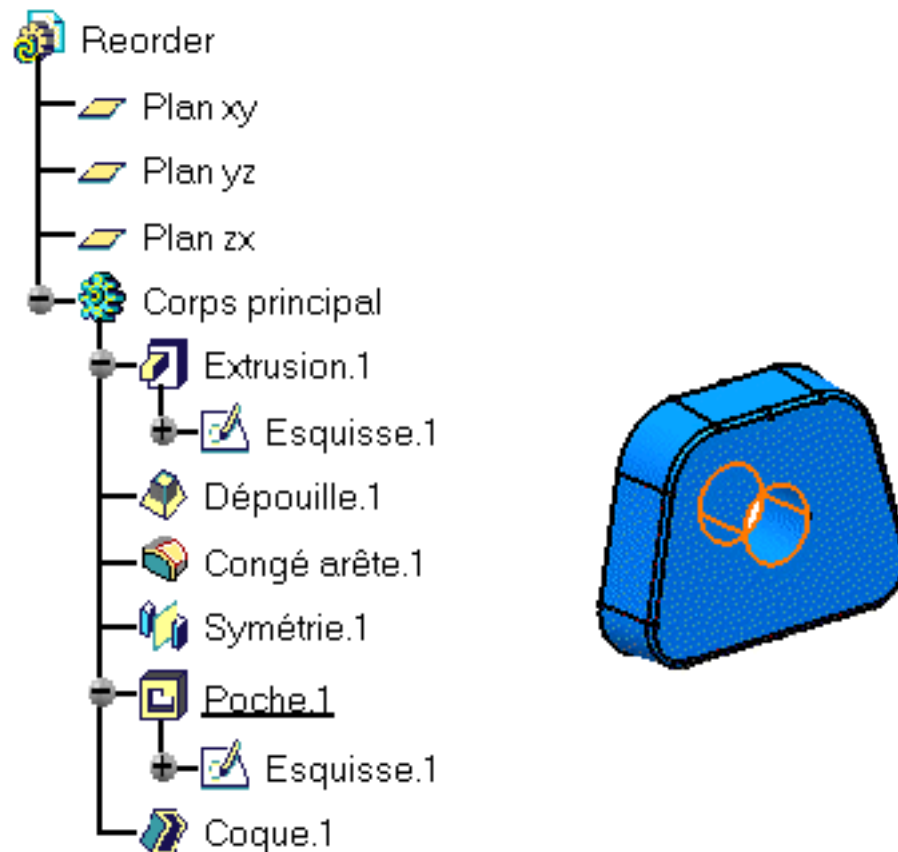 Reorder
Plan xy
Plan yz
Plan zx
Corps principal
Extrusion.1
Esquisse.1
Dépouille.1
Congé arête.1
Symétrie.1
Poche.1
Esquisse.1
Coque.1